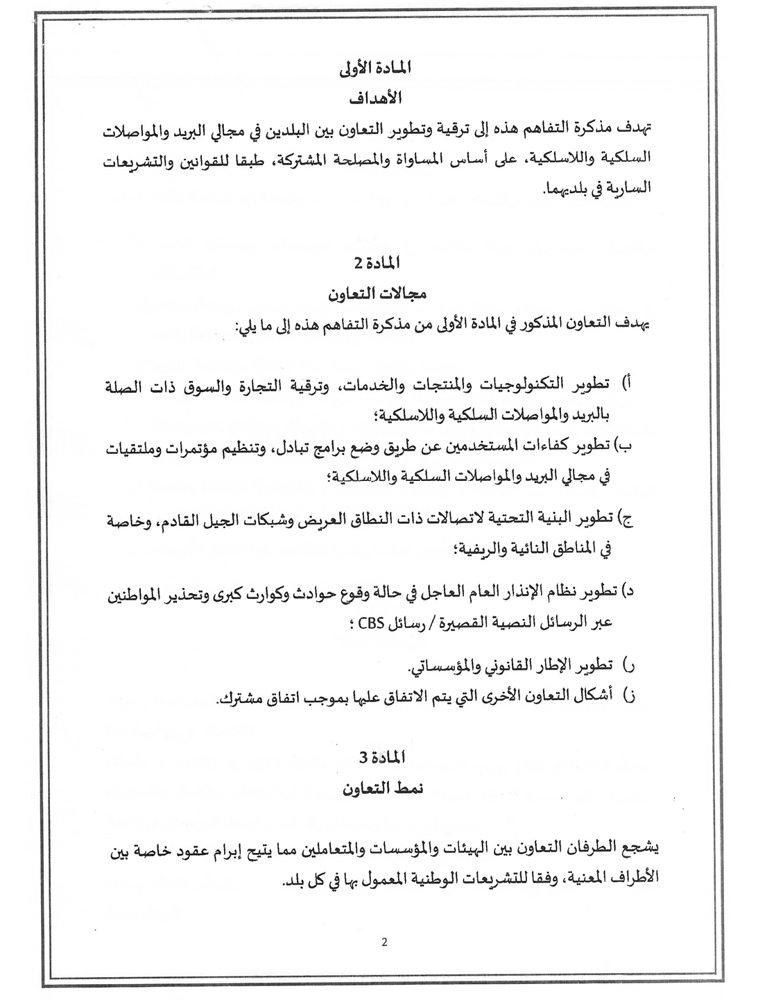 المادة الأولى
الأهداف
تهدف مذكرة التفاهم هذه إلى ترقية وتطوير التعاون بين البلدين في مجالي البريد والمواصلات
السلكية واللاسلكية، على أساس المساواة والمصلحة المشتركة، طبقا للقوانين والتشريعات
السارية في بلديهما.
المادة 2
مجالات التعاون
يهدف التعاون المذكور في المادة الأولى من مذكرة التفاهم هذه إلى ما يلي:
أ) تطوير التكنولوجيات والمنتجات والخدمات، وترقية التجارة والسوق ذات الصلة
بالبريد والمواصلات السلكية واللاسلكية؛
ب) تطوير كفاءات المستخدمين عن طريق وضع برامج تبادل، وتنظيم مؤتمرات وملتقيات
في مجالي البريد والمواصلات السلكية واللاسلكية؛
ج) تطوير البنية التحتية لاتصالات ذات النطاق العريض وشبكات الجيل القادم، وخاصة
في المناطق النائية والريفية؛
د) تطوير نظام الإنذار العام العاجل في حالة وقوع حوادث وكوارث كبرى وتحذير المواطنين
عبر الرسائل النصية القصيرة / رسائل CBS ؛
ر) تطوير الإطار القانوني والمؤسساتي.
ز) أشكال التعاون الأخرى التي يتم الاتفاق عليها بموجب اتفاق مشترك.
المادة 3
نمط التعاون
يشجع الطرفان التعاون بين الهيئات والمؤسسات والمتعاملين مما يتيح إبرام عقود خاصة بين
الأطراف المعنية، وفقا للتشريعات الوطنية المعمول بها في كل بلد.
2